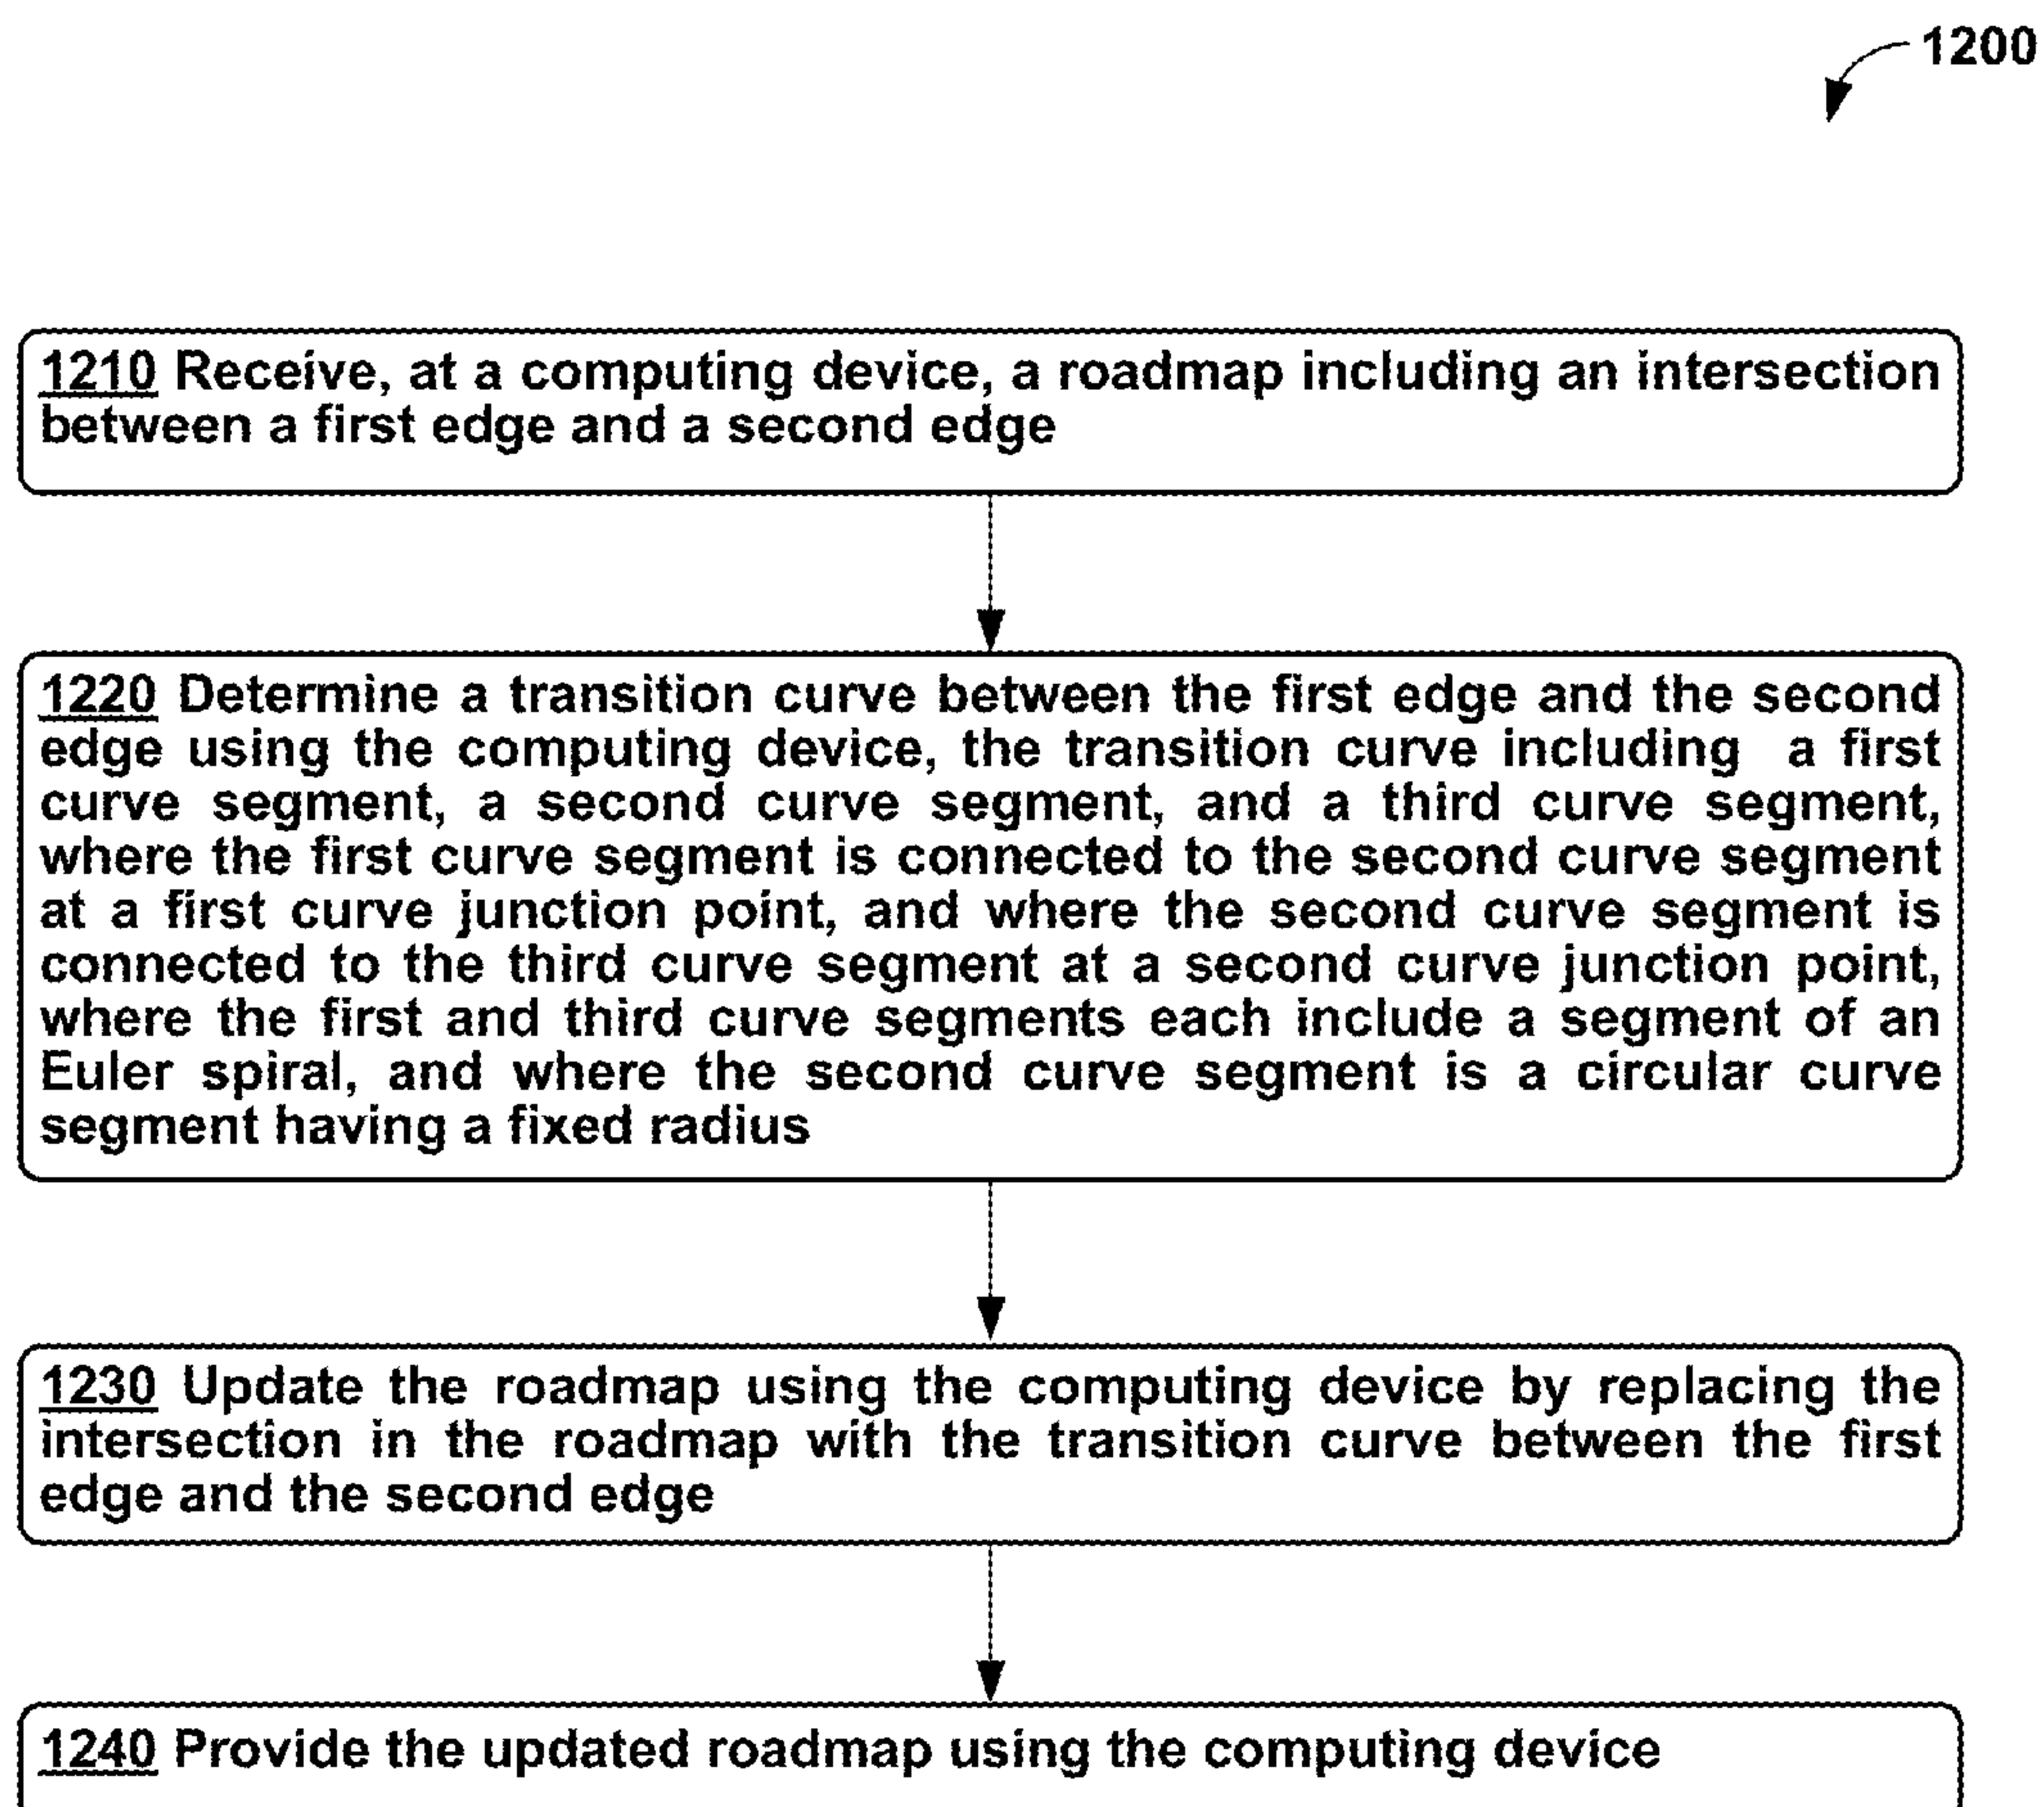 1200
1210 Receive, at a computing device, a roadmap including an intersection
between a first edge and a second edge
1220 Determine a transition curve between the first edge and the second
edge using the computing device, the transition curve including a first
curve segment, a second curve segment, and a third curve segment,
where the first curve segment is connected to the second curve segment
at a first curve junction point, and where the second curve segment is
connected to the third curve segment at a second curve junction point,
where the first and third curve segments each include a segment of an
Euler spiral, and where the second curve segment is a circular curve
segment having a fixed radius
1230 Update the roadmap using the computing device by replacing the
intersection in the roadmap with the transition curve between the first
edge and the second edge
1240 Provide the updated roadmap using the computing device